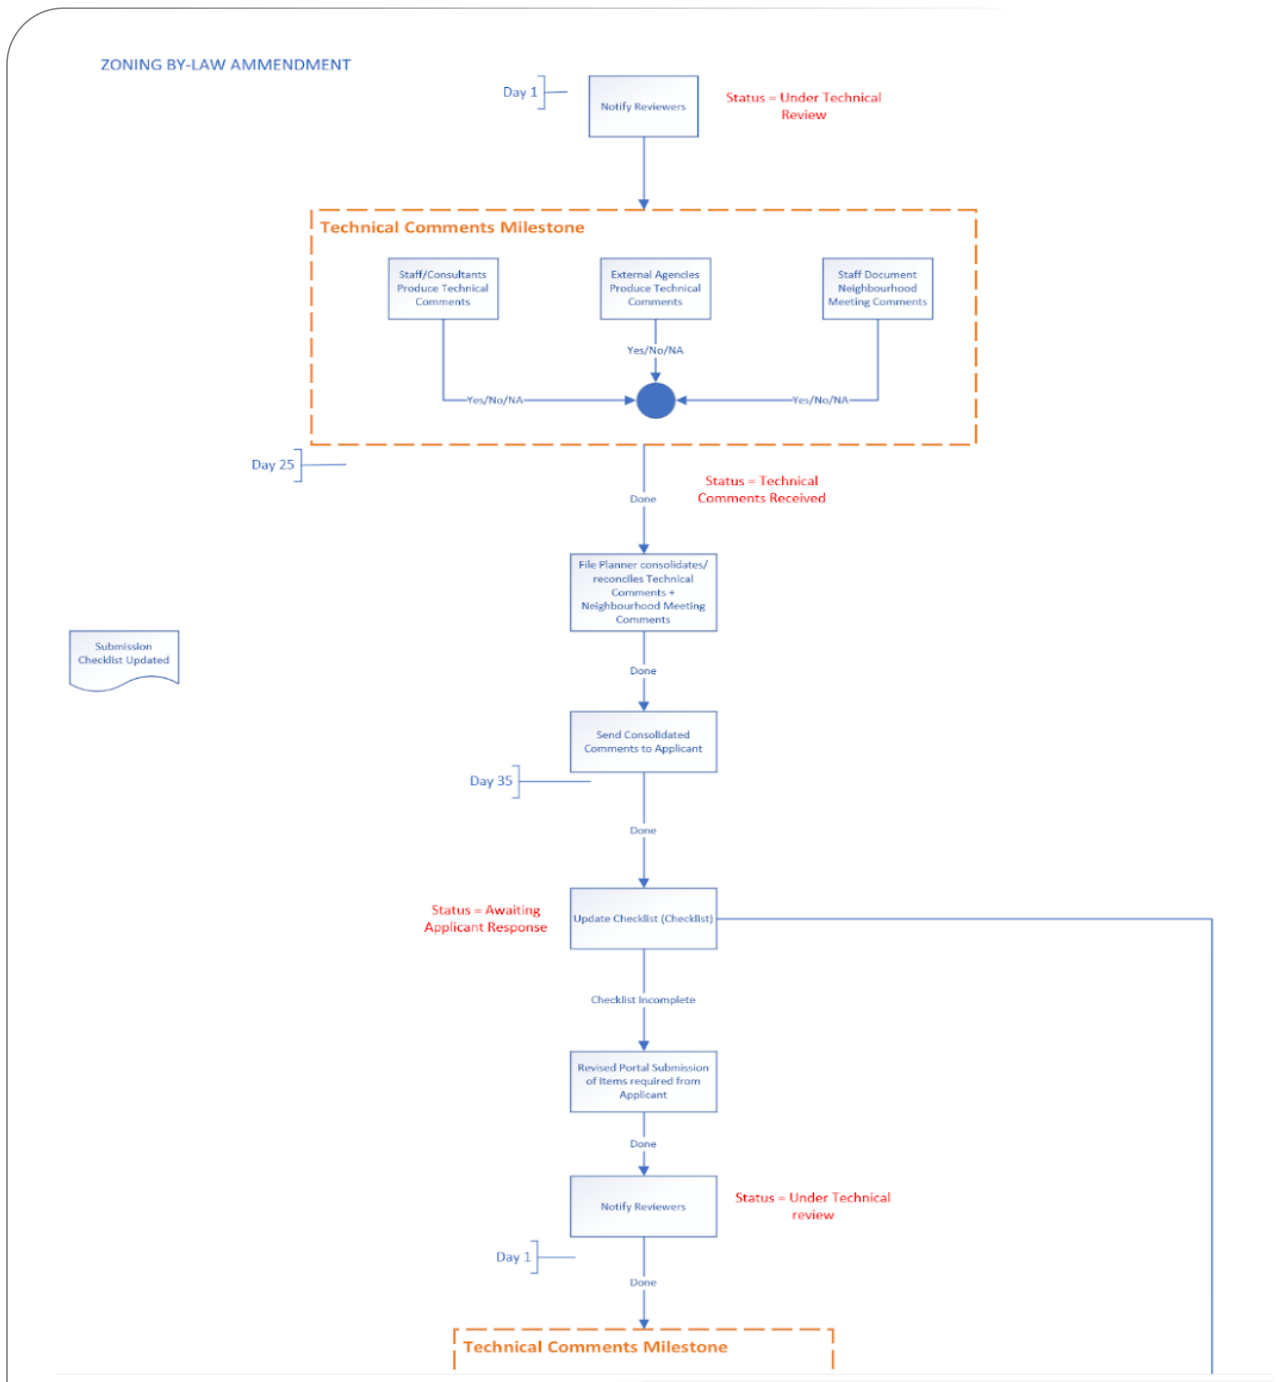 ZONING BY-LAW AMMENDMENT
Day 1
Notify Reviewers
Status = Under Technical
Review
Technical Comments Milestone
Staff/Consultants
Produce Technical
Comments
External Agencies
Produce Technical
Comments
Staff Document
Neighbourhood
Meeting Comments
Yes/No/NA
Yes/No/NA
Yes/No/NA
Day 25
Status = Technical
Comments Received
Done
File Planner consolidates/
reconciles Technical
Comments +
Neighbourhood Meeting
Comments
Submission
Checklist Updated
Done
Send Consolidated
Comments to Applicant
Day 35
Done
Status = Awaiting
Applicant Response
Update Checklist (Checklist)
Checklist Incomplete
Revised Portal Submission
of Items required from
Applicant
Done
Notify Reviewers
Status = Under Technical
review
Day 1
Done
Technical Comments Milestone